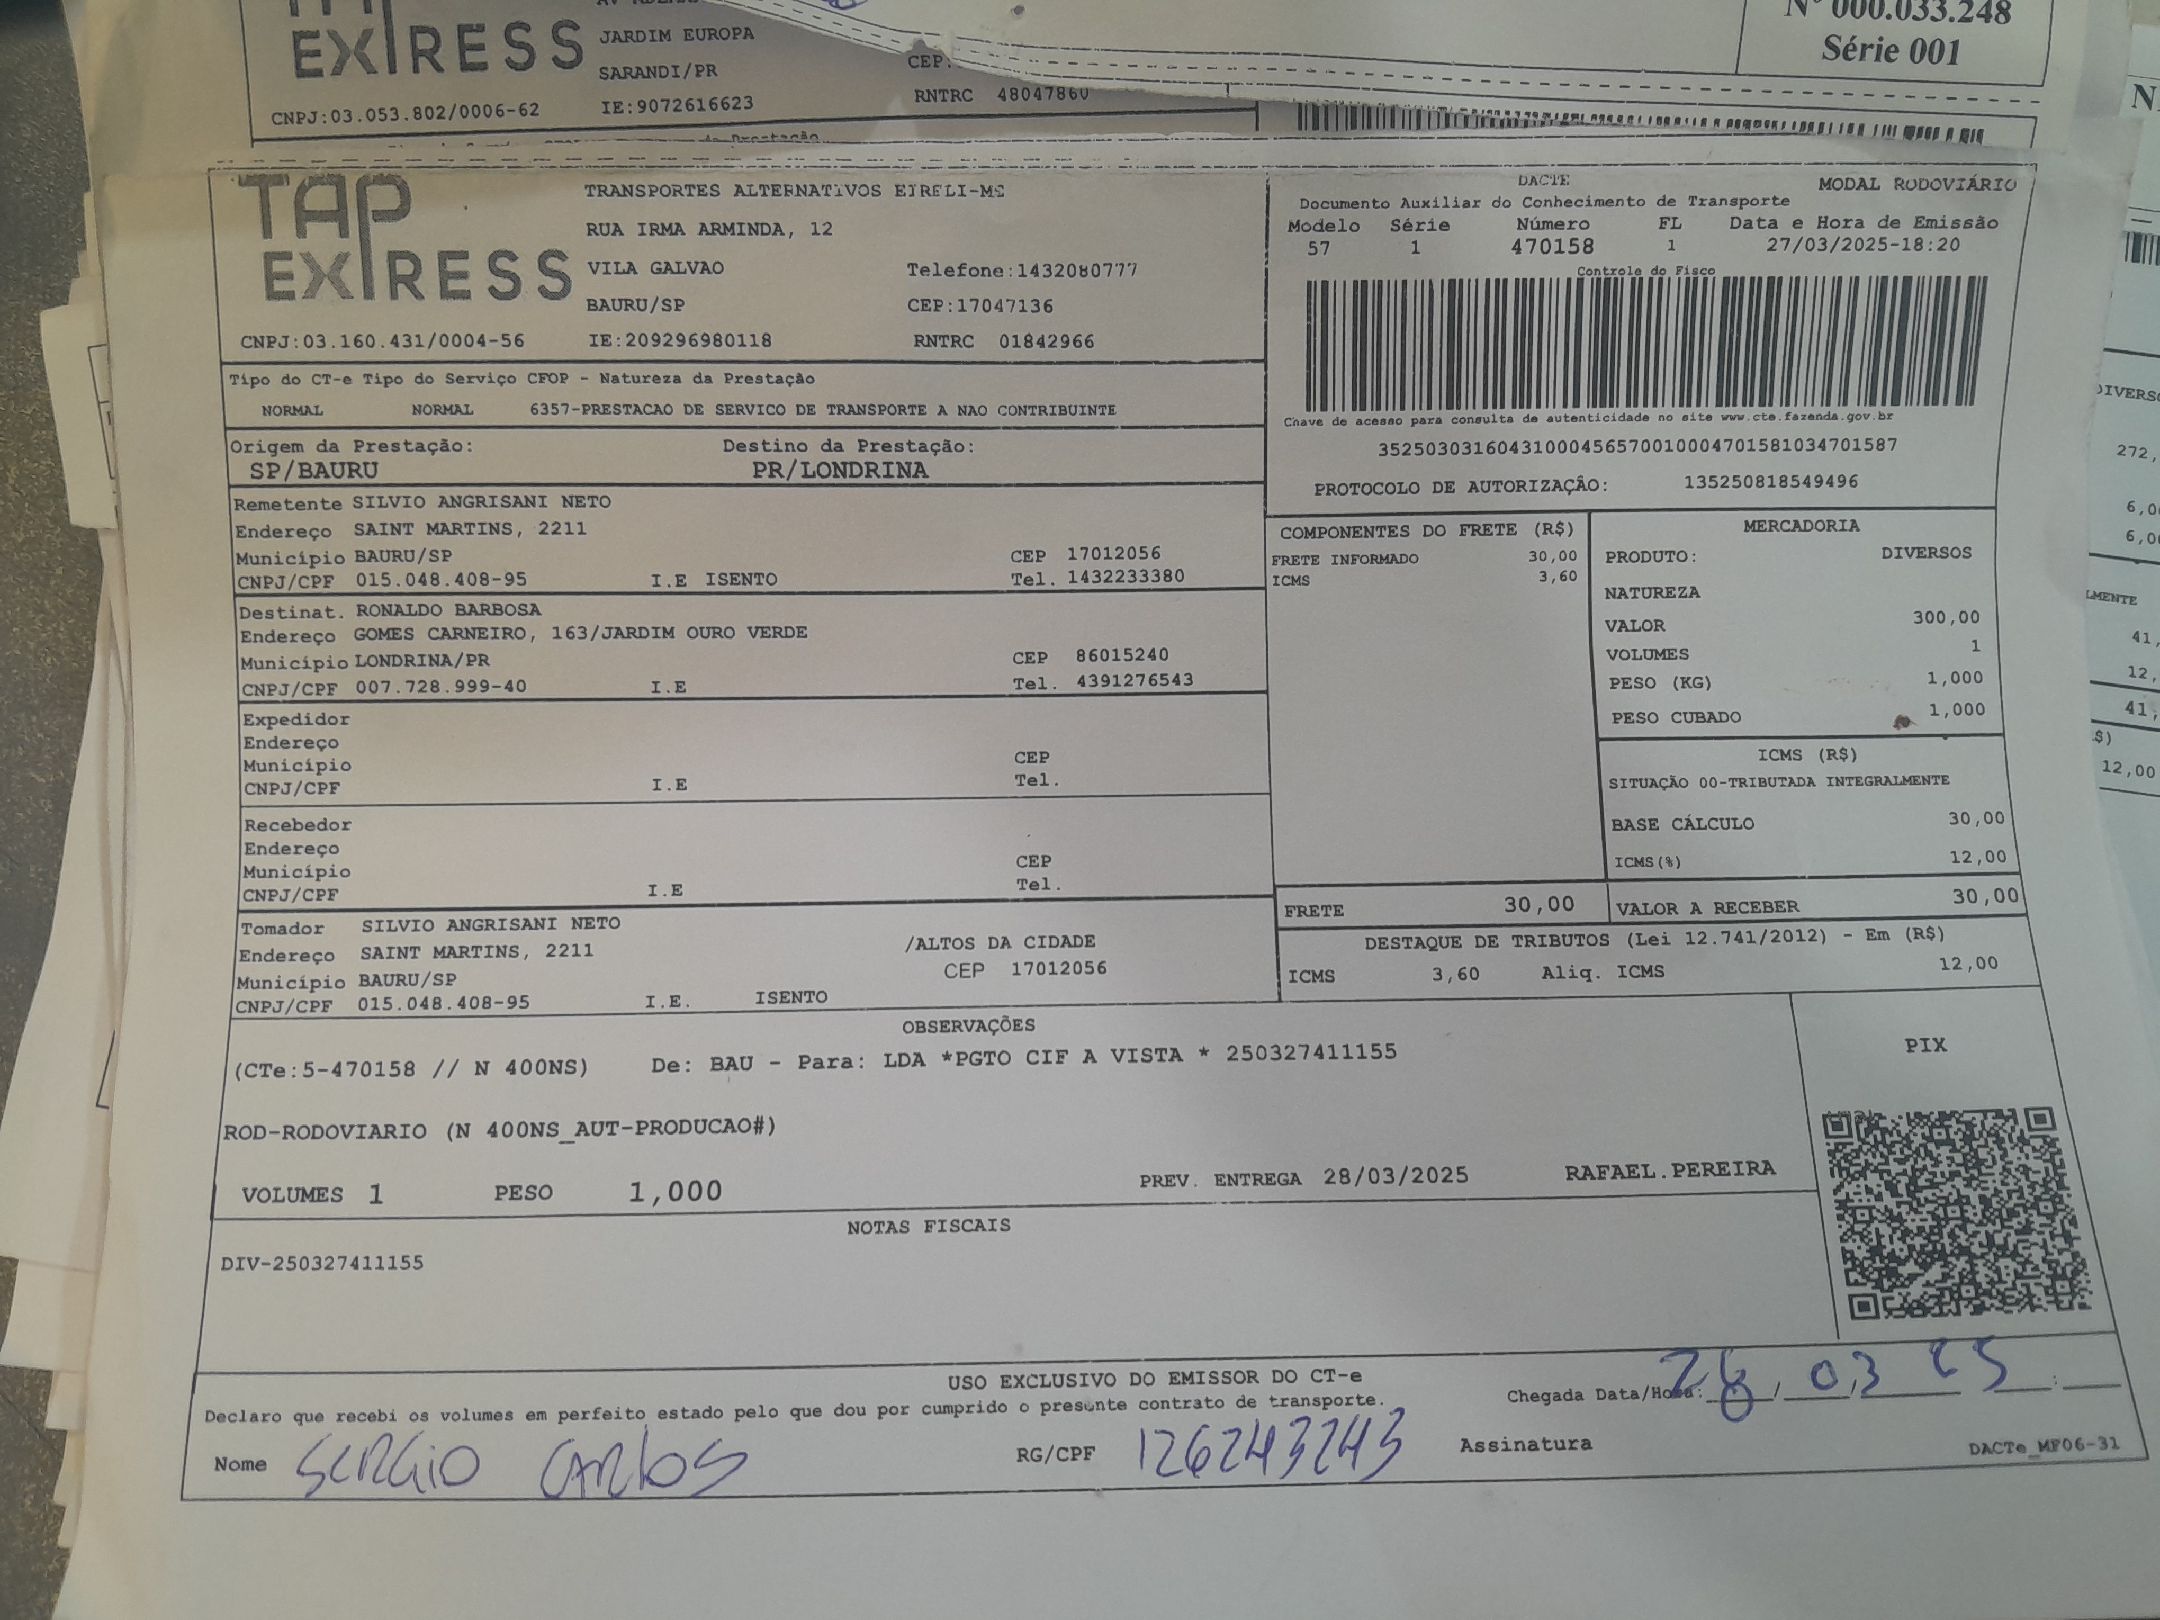 EXPRESS
JARDIM EUROPA
SARANDI/PR
CEP:
CNPJ:03.053.802/0006-62
IE:9072616623
RNTRC 48047860
Nº 000.033.248
Série 001
TAP EXPRESS
TRANSPORTES ALTERNATIVOS EIRELI-ME
RUA IRMA ARMINDA, 12
VILA GALVAO Telefone:1432080777
BAURU/SP CEP:17047136
CNPJ:03.160.431/0004-56 IE:209296980118 RNTRC 01842966
DACTE MODAL RODOVIÁRIO
Documento Auxiliar do Conhecimento de Transporte
Modelo Série Número FL Data e Hora de Emissão
57 1 470158 1 27/03/2025-18:20
Controle do Fisco
Chave de acesso para consulta de autenticidade no site www.cte.fazenda.gov.br
35250303160431000456570010004701581034701587
PROTOCOLO DE AUTORIZAÇÃO: 135250818549496
Tipo do CT-e Tipo do Serviço CFOP - Natureza da Prestação
NORMAL NORMAL 6357-PRESTACAO DE SERVICO DE TRANSPORTE A NAO CONTRIBUINTE
Origem da Prestação: Destino da Prestação:
SP/BAURU PR/LONDRINA
Remetente SILVIO ANGRISANI NETO
Endereço SAINT MARTINS, 2211
Município BAURU/SP CEP 17012056
CNPJ/CPF 015.048.408-95 I.E ISENTO Tel. 1432233380
Destinat. RONALDO BARBOSA
Endereço GOMES CARNEIRO, 163/JARDIM OURO VERDE
Município LONDRINA/PR CEP 86015240
CNPJ/CPF 007.728.999-40 I.E Tel. 4391276543
Expedidor
Endereço
Município CEP
CNPJ/CPF I.E Tel.
Recebedor
Endereço
Município CEP
CNPJ/CPF I.E Tel.
Tomador SILVIO ANGRISANI NETO
Endereço SAINT MARTINS, 2211 /ALTOS DA CIDADE
Município BAURU/SP CEP 17012056
CNPJ/CPF 015.048.408-95 I.E. ISENTO
COMPONENTES DO FRETE (R$)
FRETE INFORMADO 30,00
ICMS 3,60
MERCADORIA
PRODUTO: DIVERSOS
NATUREZA
VALOR 300,00
VOLUMES 1
PESO (KG) 1,000
PESO CUBADO 1,000
ICMS (R$)
SITUAÇÃO 00-TRIBUTADA INTEGRALMENTE
BASE CÁLCULO 30,00
ICMS(%) 12,00
FRETE 30,00 VALOR A RECEBER 30,00
DESTAQUE DE TRIBUTOS (Lei 12.741/2012) - Em (R$)
ICMS 3,60 Aliq. ICMS 12,00
OBSERVAÇÕES
(CTe:5-470158 // N 400NS) De: BAU - Para: LDA *PGTO CIF A VISTA * 250327411155
PIX
ROD-RODOVIARIO (N 400NS_AUT-PRODUCAO#)
VOLUMES 1 PESO 1,000 PREV. ENTREGA 28/03/2025 RAFAEL.PEREIRA
NOTAS FISCAIS
DIV-250327411155
USO EXCLUSIVO DO EMISSOR DO CT-e
Chegada Data/Hora: 28 / 03 25 :
Declaro que recebi os volumes em perfeito estado pelo que dou por cumprido o presente contrato de transporte.
Nome SERGIO CARLOS RG/CPF 126243243 Assinatura
DACTe_MF06-31